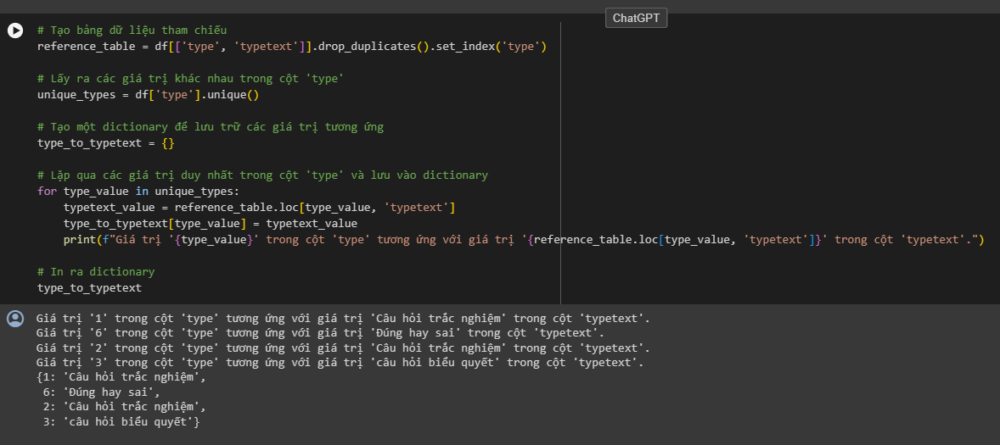 ChatGPT
# Tạo bảng dữ liệu tham chiếu
reference_table = df[['type', 'typetext']].drop_duplicates().set_index('type')
# Lấy ra các giá trị khác nhau trong cột 'type'
unique_types = df['type'].unique()
# Tạo một dictionary để lưu trữ các giá trị tương ứng
type_to_typetext = {}
# Lặp qua các giá trị duy nhất trong cột 'type' và lưu vào dictionary
for type_value in unique_types:
    typetext_value = reference_table.loc[type_value, 'typetext']
    type_to_typetext[type_value] = typetext_value
    print(f"Giá trị '{type_value}' trong cột 'type' tương ứng với giá trị '{reference_table.loc[type_value, 'typetext']}' trong cột 'typetext'.")
# In ra dictionary
type_to_typetext
Giá trị '1' trong cột 'type' tương ứng với giá trị 'Câu hỏi trắc nghiệm' trong cột 'typetext'.
Giá trị '6' trong cột 'type' tương ứng với giá trị 'Đúng hay sai' trong cột 'typetext'.
Giá trị '2' trong cột 'type' tương ứng với giá trị 'Câu hỏi trắc nghiệm' trong cột 'typetext'.
Giá trị '3' trong cột 'type' tương ứng với giá trị 'câu hỏi biểu quyết' trong cột 'typetext'.
{1: 'Câu hỏi trắc nghiệm',
 6: 'Đúng hay sai',
 2: 'Câu hỏi trắc nghiệm',
 3: 'câu hỏi biểu quyết'}